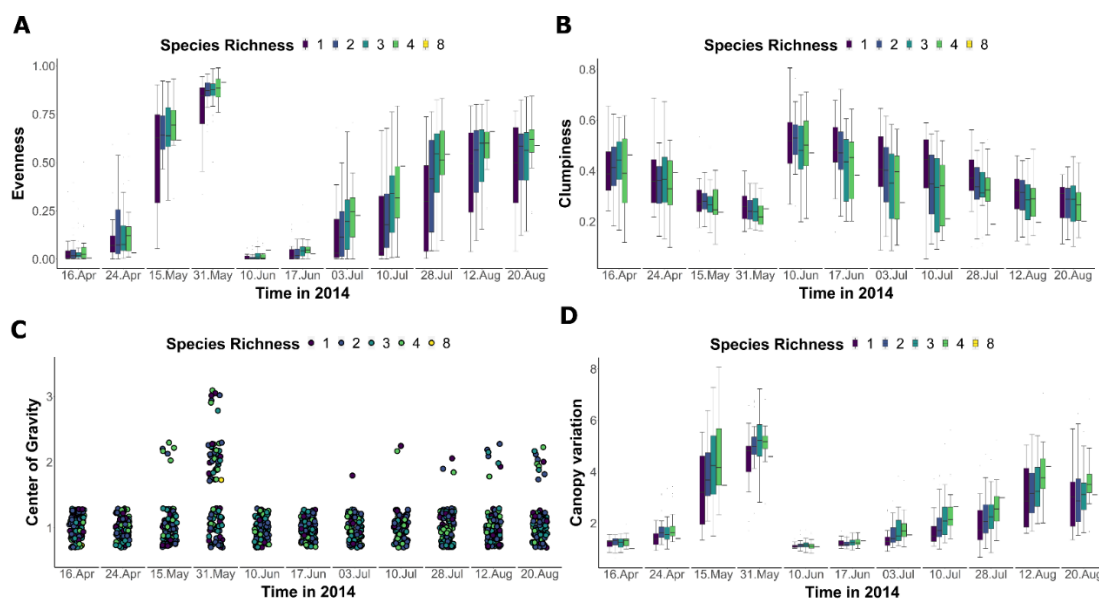 A
Species Richness 1 2 3 4 8
1.00
0.75
0.50
0.25
0.00
Evenness
16.Apr 24.Apr 15.May 31.May 10.Jun 17.Jun 03.Jul 10.Jul 28.Jul 12.Aug 20.Aug
Time in 2014
B
Species Richness 1 2 3 4 8
0.8
0.6
0.4
0.2
Clumpiness
16.Apr 24.Apr 15.May 31.May 10.Jun 17.Jun 03.Jul 10.Jul 28.Jul 12.Aug 20.Aug
Time in 2014
C
Species Richness 1 2 3 4 8
3
2
1
Center of Gravity
16.Apr 24.Apr 15.May 31.May 10.Jun 17.Jun 03.Jul 10.Jul 28.Jul 12.Aug 20.Aug
Time in 2014
D
Species Richness 1 2 3 4 8
8
6
4
2
Canopy variation
16.Apr 24.Apr 15.May 31.May 10.Jun 17.Jun 03.Jul 10.Jul 28.Jul 12.Aug 20.Aug
Time in 2014